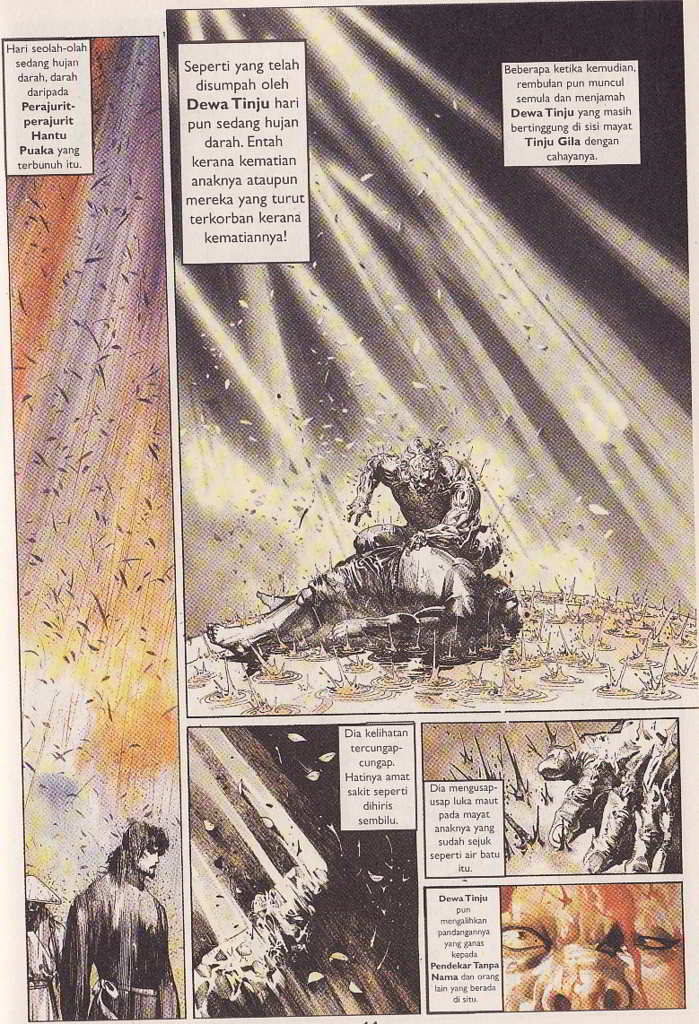 Hari seolah-olah
sedang hujan
darah, darah
daripada
Perajurit-
perajurit
Hantu
Puaka yang
terbunuh itu.
Seperti yang telah
disumpah oleh
Dewa Tinju hari
pun sedang hujan
darah. Entah
kerana kematian
anaknya ataupun
mereka yang turut
terkorban kerana
kematiannya!
Beberapa ketika kemudian,
rembulan pun muncul
semula dan menjamah
Dewa Tinju yang masih
bertinggung di sisi mayat
Tinju Gila dengan
cahayanya.
Dia kelihatan
tercungap-
cungap.
Hatinya amat
sakit seperti
dihiris
sembilu.
Dia mengusap-
usap luka maut
pada mayat
anaknya yang
sudah sejuk
seperti air batu
itu.
Dewa Tinju
pun
mengalihkan
pandangannya
yang ganas
kepada
Pendekar Tanpa
Nama dan orang
lain yang berada
di situ.